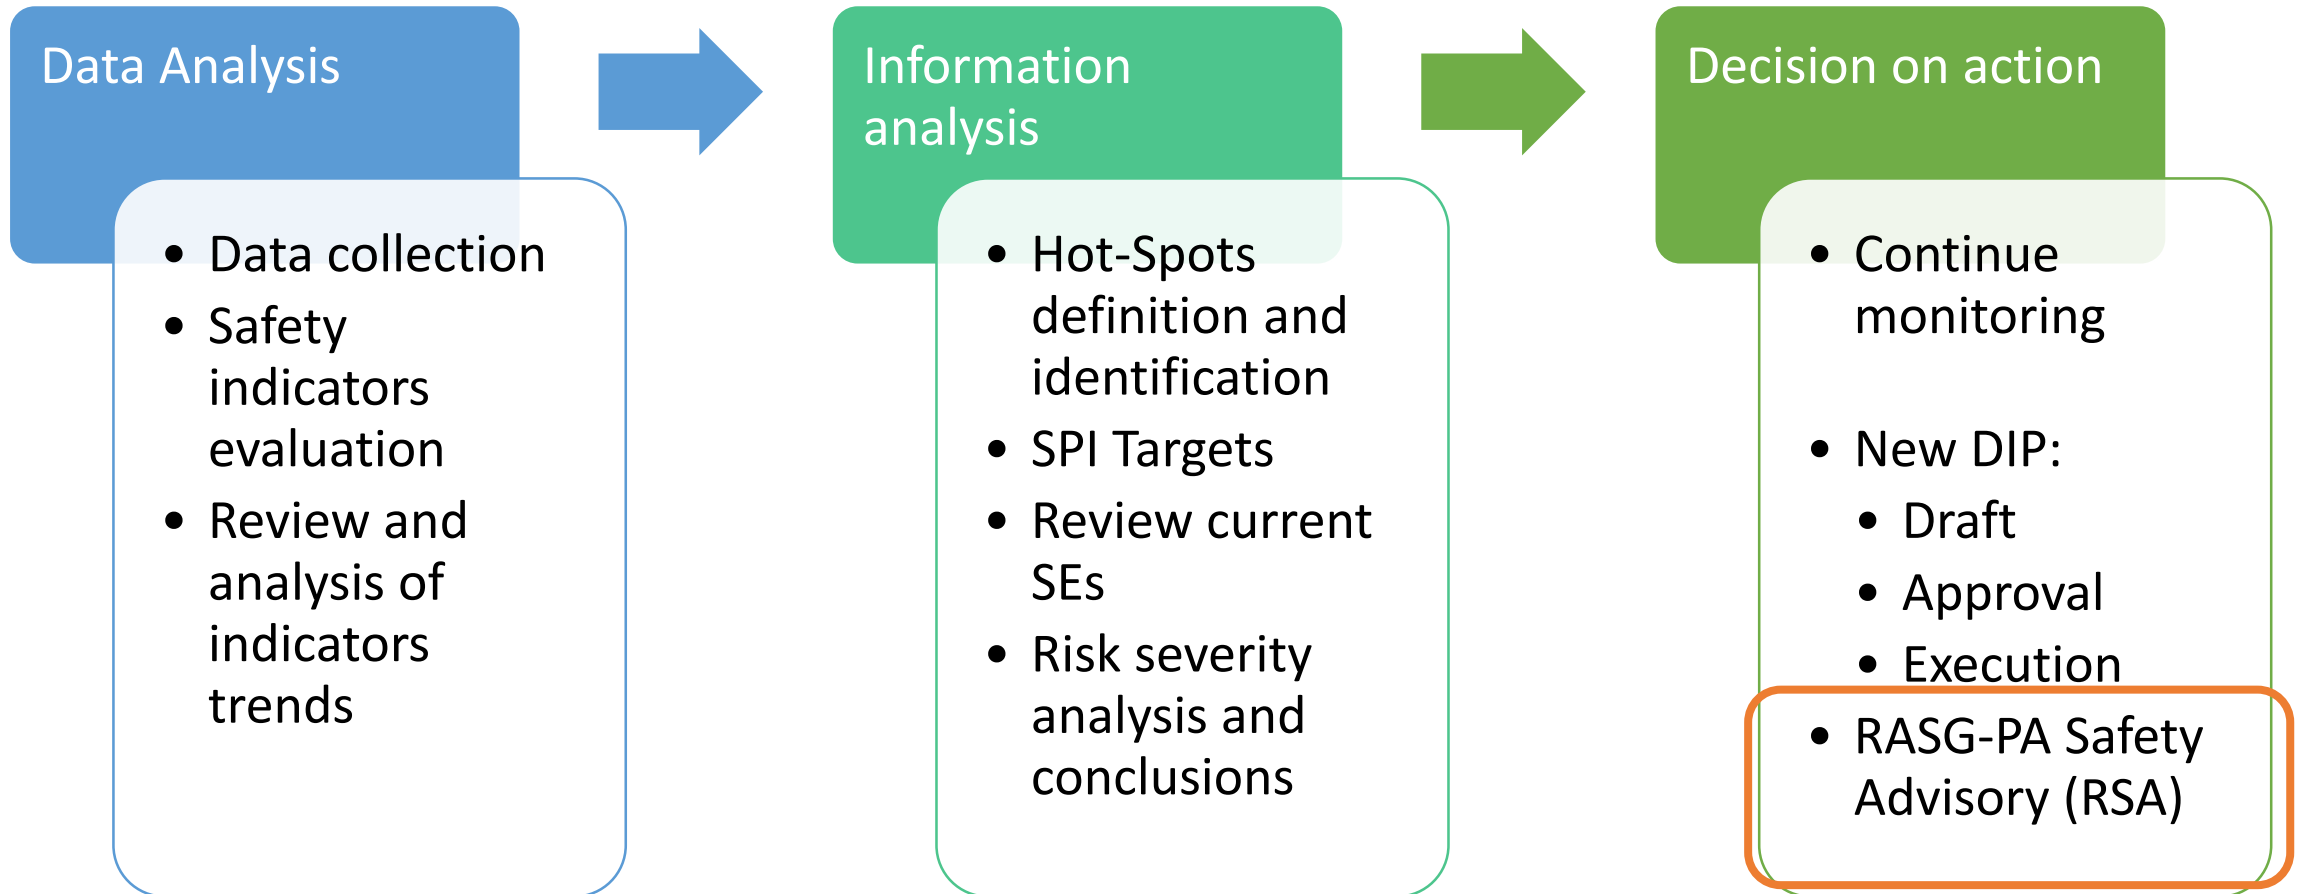 Data Analysis
• Data collection
• Safety
indicators
evaluation
• Review and
analysis of
indicators
trends
Information
analysis
• Hot-Spots
definition and
identification
• SPI Targets
• Review current
SEs
• Risk severity
analysis and
conclusions
Decision on action
• Continue
monitoring
• New DIP:
• Draft
• Approval
• Execution
• RASG-PA Safety
Advisory (RSA)